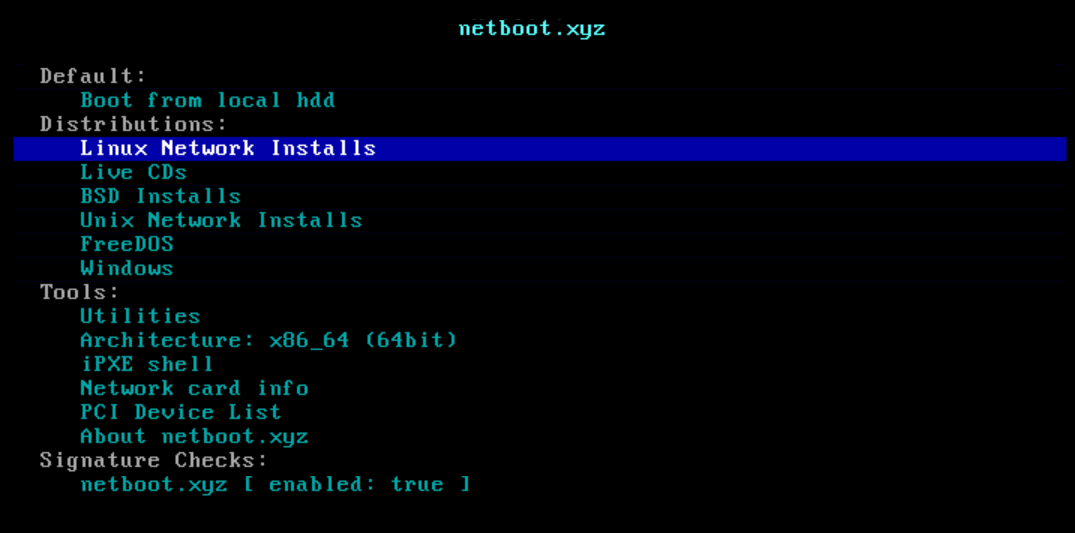 netboot.xyz
Default:
Boot from local hdd
Distributions:
Linux Network Installs
Live CDs
BSD Installs
Unix Network Installs
FreeDOS
Windows
Tools:
Utilities
Architecture: x86_64 (64bit)
iPXE shell
Network card info
PCI Device List
About netboot.xyz
Signature Checks:
netboot.xyz [ enabled: true ]